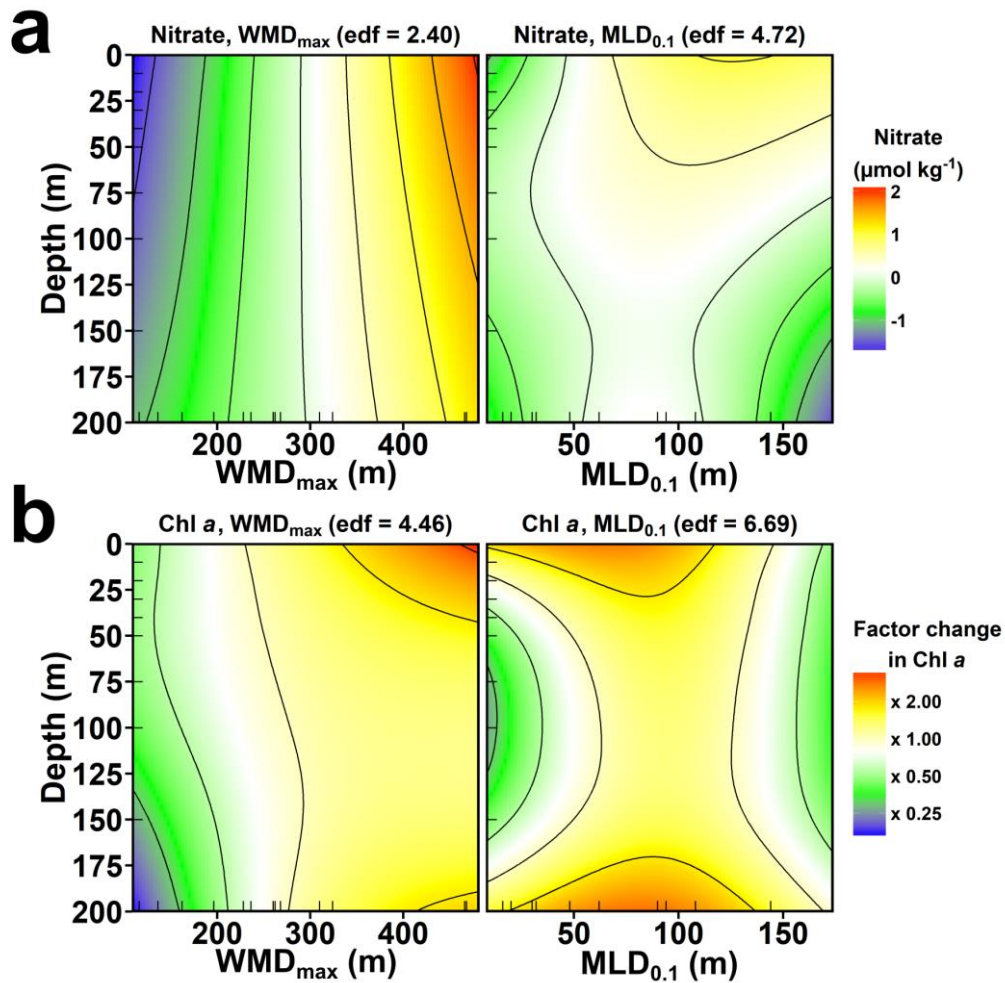 a
Nitrate, WMDmax (edf = 2.40)
Nitrate, MLD0.1 (edf = 4.72)
0
25
50
75
100
125
150
175
200
Depth (m)
200
300
400
WMDmax (m)
50
100
150
MLD0.1 (m)
Nitrate
(µmol kg-1)
2
1
0
-1
b
Chl a, WMDmax (edf = 4.46)
Chl a, MLD0.1 (edf = 6.69)
0
25
50
75
100
125
150
175
200
Depth (m)
200
300
400
WMDmax (m)
50
100
150
MLD0.1 (m)
Factor change
in Chl a
x 2.00
x 1.00
x 0.50
x 0.25